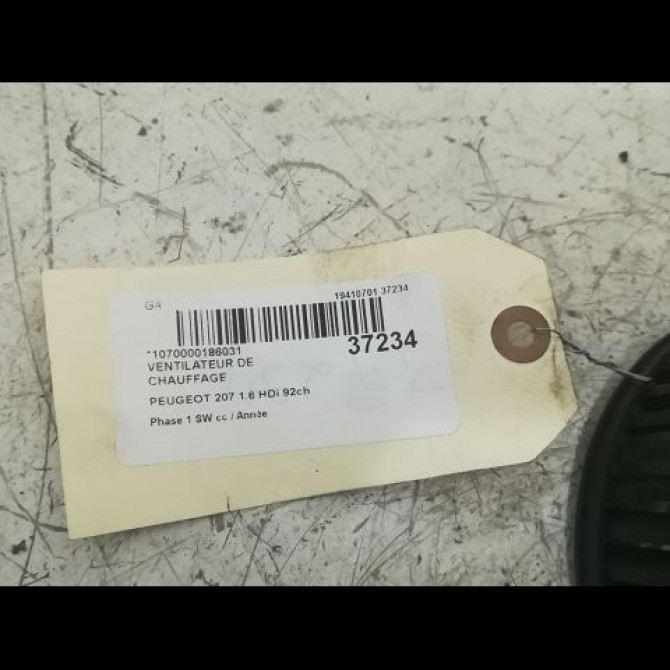 GA
19410701 37234
*1070000186031
37234
VENTILATEUR DE
CHAUFFAGE
PEUGEOT 207 1.6 HDi 92ch
Phase 1 SW cc / Année